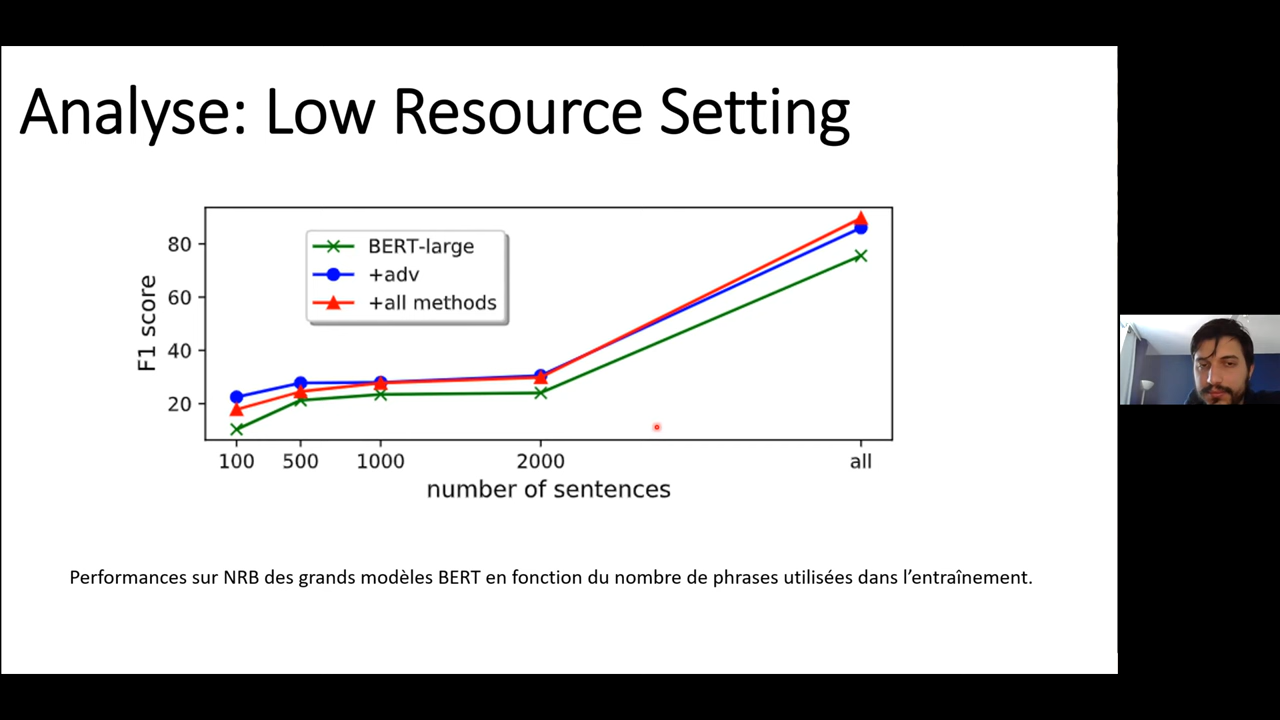 Analyse: Low Resource Setting
BERT-large
+adv
+all methods
F1 score
80
60
40
20
100 500 1000 2000 all
number of sentences
Performances sur NRB des grands modèles BERT en fonction du nombre de phrases utilisées dans l’entraînement.